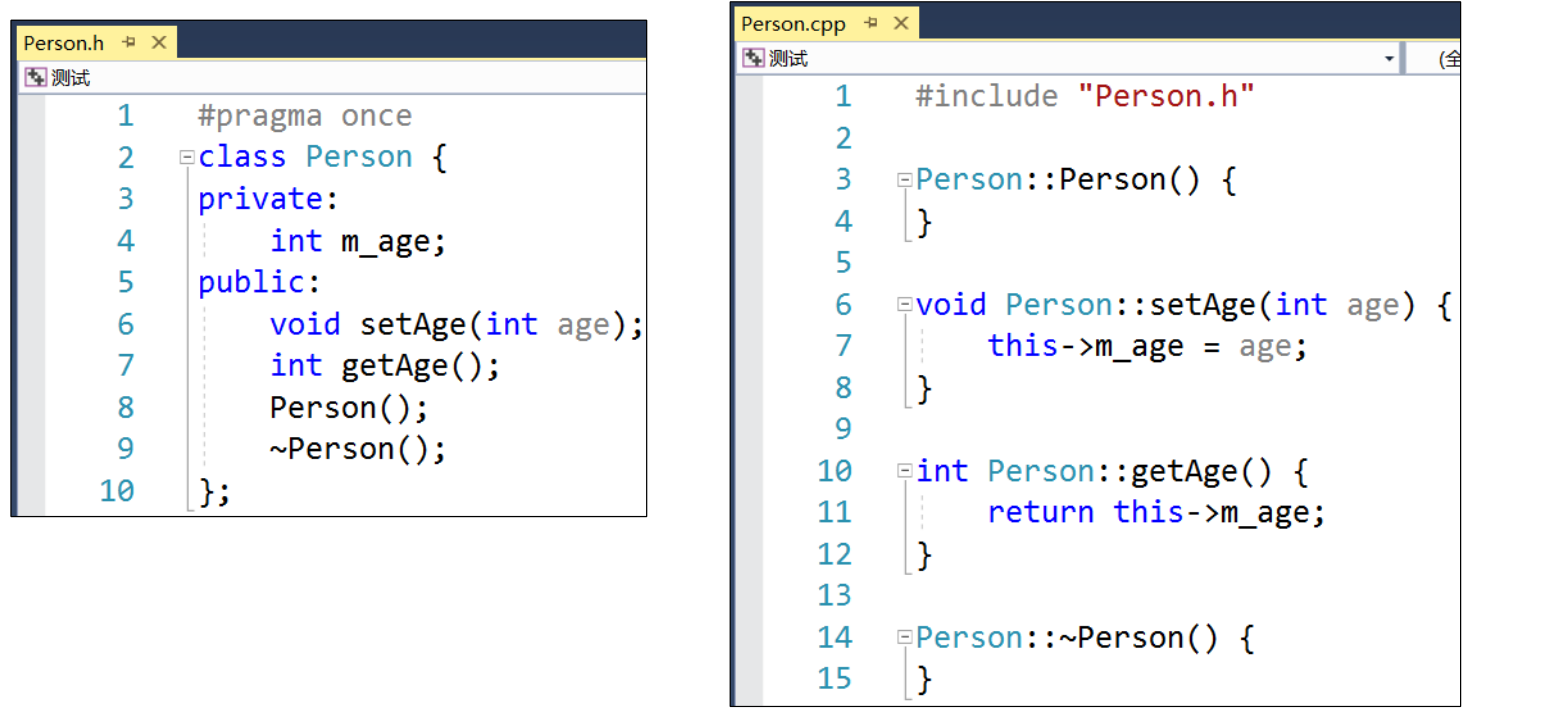 Person.h
测试
1 #pragma once
2 class Person {
3 private:
4     int m_age;
5 public:
6     void setAge(int age);
7     int getAge();
8     Person();
9     ~Person();
10 };
Person.cpp
测试 (全
1 #include "Person.h"
2
3 Person::Person() {
4 }
5
6 void Person::setAge(int age) {
7     this->m_age = age;
8 }
9
10 int Person::getAge() {
11     return this->m_age;
12 }
13
14 Person::~Person() {
15 }